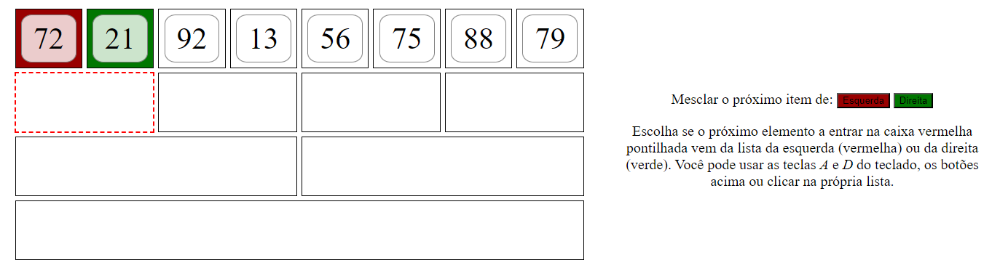 72 21 92 13 56 75 88 79
Mesclar o próximo item de: Esquerda Direita
Escolha se o próximo elemento a entrar na caixa vermelha
pontilhada vem da lista da esquerda (vermelha) ou da direita
(verde). Você pode usar as teclas A e D do teclado, os botões
acima ou clicar na própria lista.